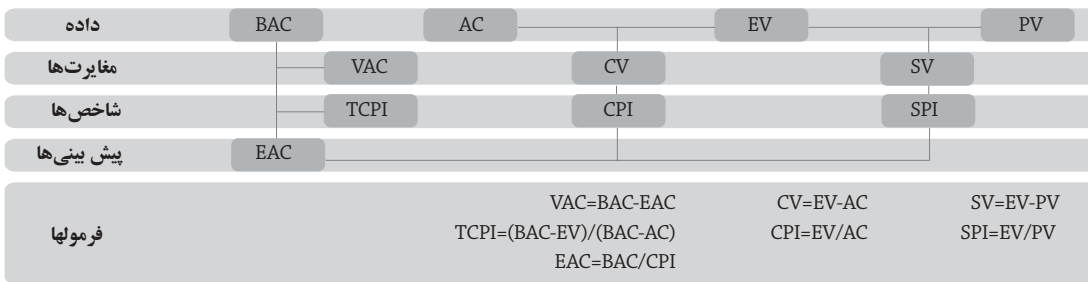 داده BAC AC EV PV
مغایرت‌ها VAC CV SV
شاخص‌ها TCPI CPI SPI
پیش بینی‌ها EAC
فرمولها
VAC=BAC-EAC CV=EV-AC SV=EV-PV
TCPI=(BAC-EV)/(BAC-AC) CPI=EV/AC SPI=EV/PV
EAC=BAC/CPI